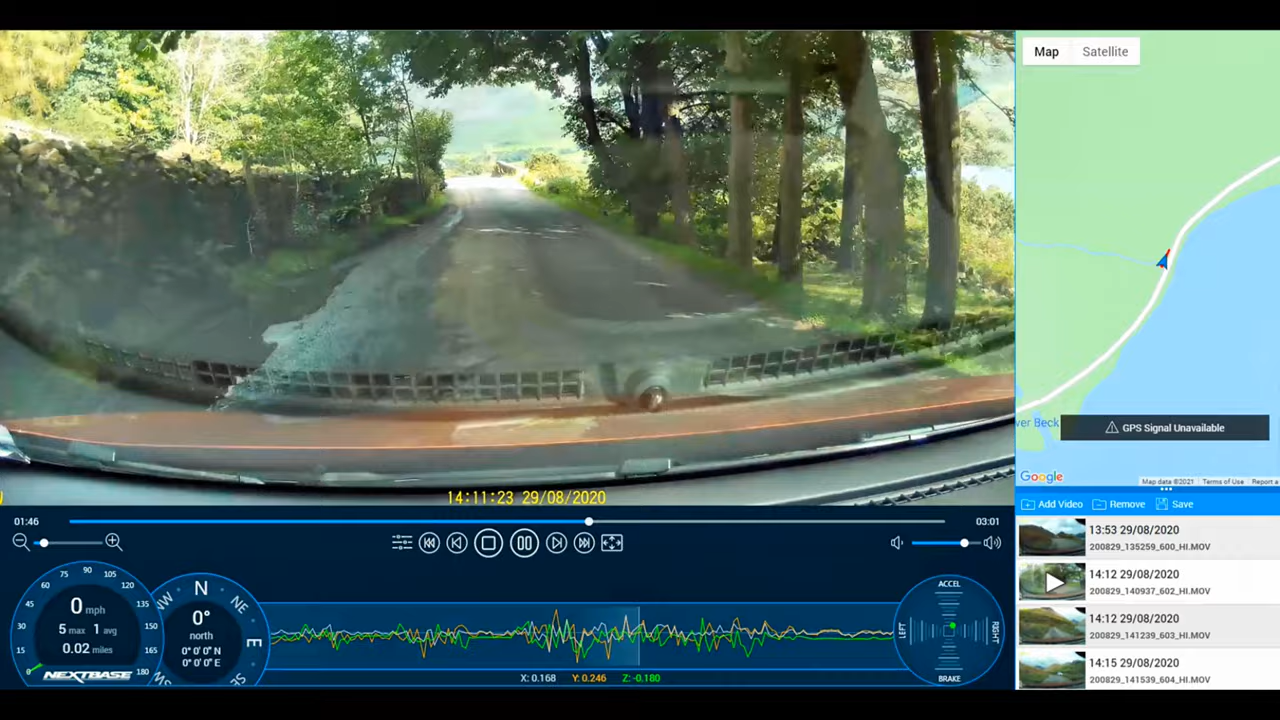 Map Satellite
ver Beck
GPS Signal Unavailable
Google
Map data ©2021 Terms of Use Report a
14:11:23 29/08/2020
01:46
03:01
Add Video Remove Save
13:53 29/08/2020
200829_135259_600_HI.MOV
14:12 29/08/2020
200829_140937_602_HI.MOV
14:12 29/08/2020
200829_141239_603_HI.MOV
14:15 29/08/2020
200829_141539_604_HI.MOV
0 15 30 45 60 75 90 105 120 135 150 165 180
0 mph
5 max 1 avg
0.02 miles
NEXTBASE
NW N NE E SE SW
0°
north
0° 0' 0" N
0° 0' 0" E
X: 0.168 Y: 0.246 Z: -0.180
ACCEL
LEFT RIGHT
BRAKE